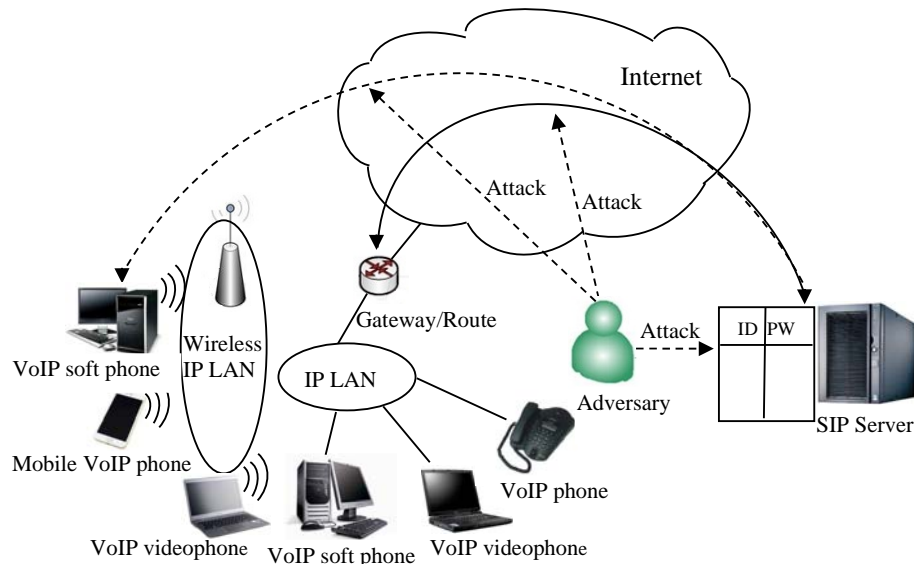 Internet
Attack
Attack
Gateway/Route
Attack
ID PW
Wireless
IP LAN
VoIP soft phone
IP LAN
Adversary
SIP Server
Mobile VoIP phone
VoIP phone
VoIP videophone
VoIP soft phone
VoIP videophone